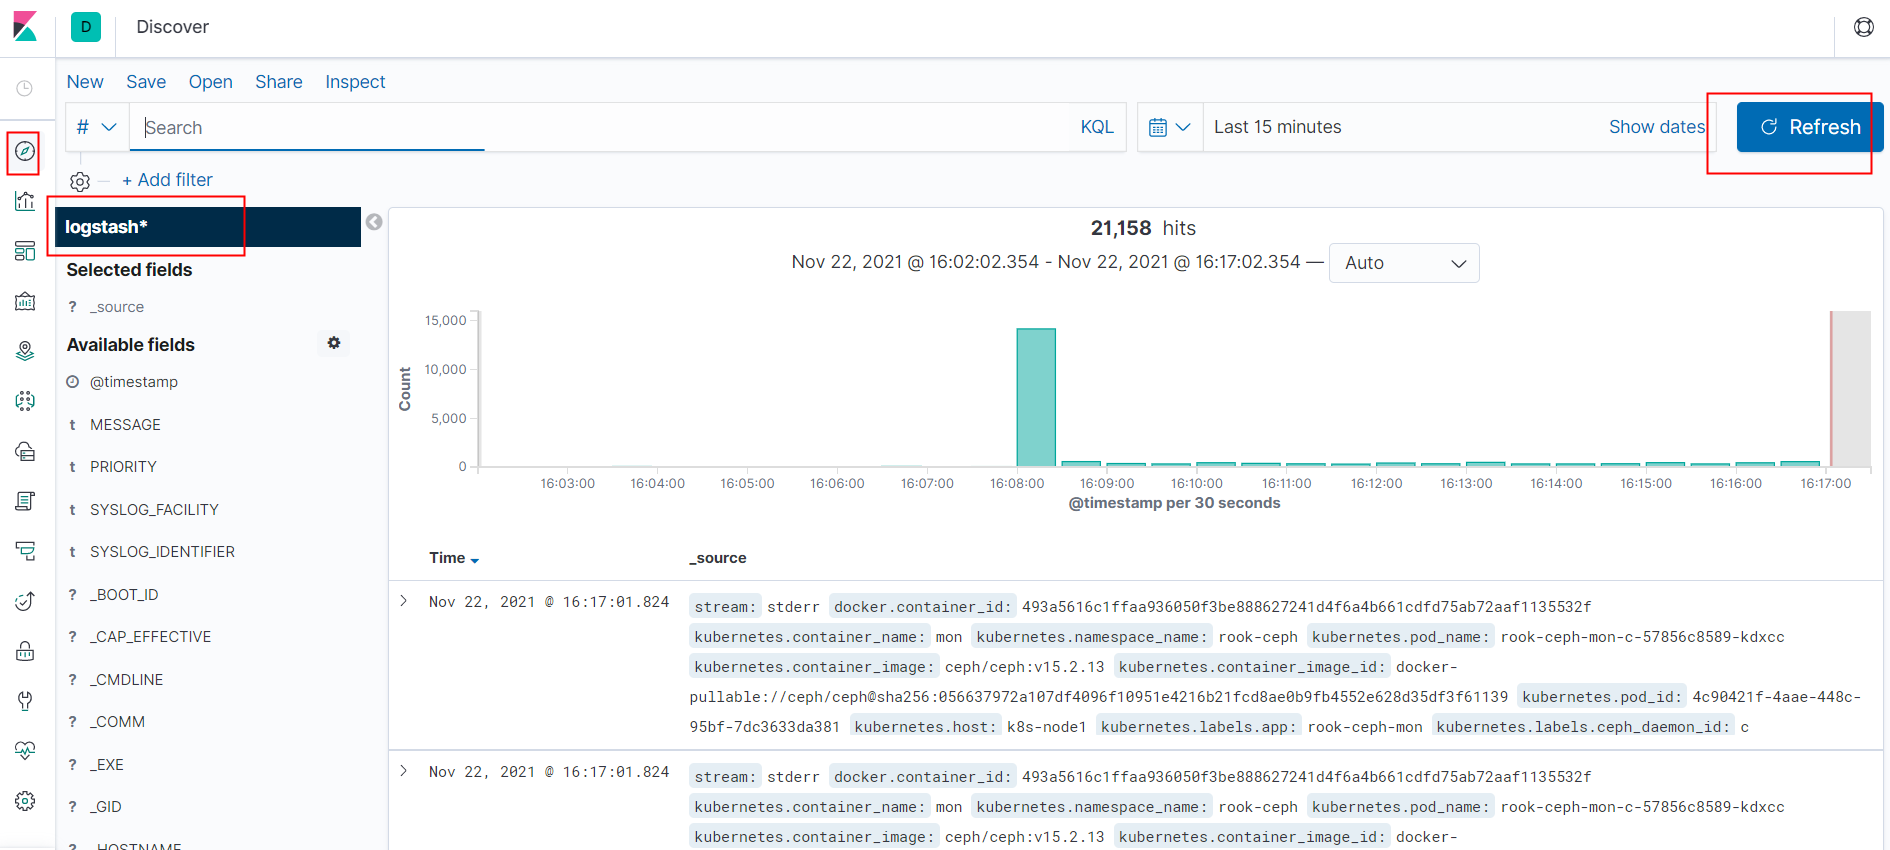 D Discover
New Save Open Share Inspect
# Search KQL Last 15 minutes Show dates Refresh
+ Add filter
logstash*
Selected fields
? _source
Available fields
@timestamp
t MESSAGE
t PRIORITY
t SYSLOG_FACILITY
t SYSLOG_IDENTIFIER
? _BOOT_ID
? _CAP_EFFECTIVE
? _CMDLINE
? _COMM
? _EXE
? _GID
_HOSTNAME
21,158 hits
Nov 22, 2021 @ 16:02:02.354 - Nov 22, 2021 @ 16:17:02.354 — Auto
Count
15,000
10,000
5,000
0
16:03:00 16:04:00 16:05:00 16:06:00 16:07:00 16:08:00 16:09:00 16:10:00 16:11:00 16:12:00 16:13:00 16:14:00 16:15:00 16:16:00 16:17:00
@timestamp per 30 seconds
Time _source
Nov 22, 2021 @ 16:17:01.824 stream: stderr docker.container_id: 493a5616c1ffaa936050f3be888627241d4f6a4b661cdfd75ab72aaf1135532f
kubernetes.container_name: mon kubernetes.namespace_name: rook-ceph kubernetes.pod_name: rook-ceph-mon-c-57856c8589-kdxcc
kubernetes.container_image: ceph/ceph:v15.2.13 kubernetes.container_image_id: docker-
pullable://ceph/ceph@sha256:056637972a107df4096f10951e4216b21fcd8ae0b9fb4552e628d35df3f61139 kubernetes.pod_id: 4c90421f-4aae-448c-
95bf-7dc3633da381 kubernetes.host: k8s-node1 kubernetes.labels.app: rook-ceph-mon kubernetes.labels.ceph_daemon_id: c
Nov 22, 2021 @ 16:17:01.824 stream: stderr docker.container_id: 493a5616c1ffaa936050f3be888627241d4f6a4b661cdfd75ab72aaf1135532f
kubernetes.container_name: mon kubernetes.namespace_name: rook-ceph kubernetes.pod_name: rook-ceph-mon-c-57856c8589-kdxcc
kubernetes.container_image: ceph/ceph:v15.2.13 kubernetes.container_image_id: docker-